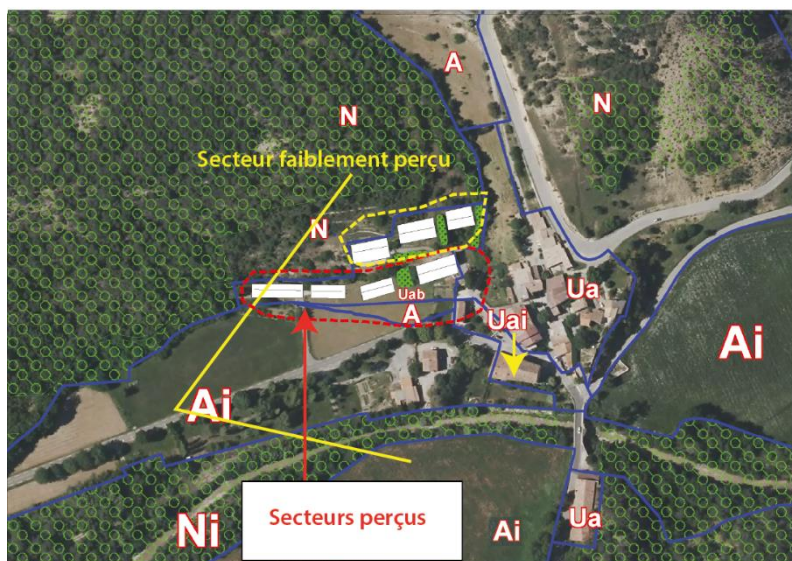 A
N
N
Secteur faiblement perçu
N
Uab
A
Ua
Uai
Ai
Ai
Secteurs perçus
Ni
Ai
Ua